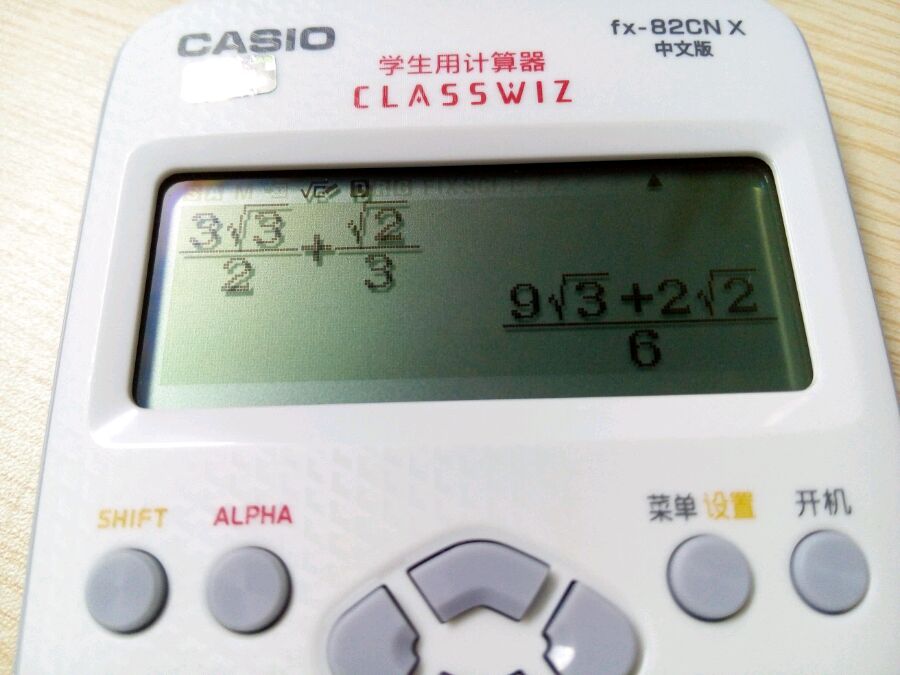 CASIO
fx-82CN X
中文版
学生用计算器
CLASSWIZ
3√3/2 + √2/3
(9√3+2√2)/6
SHIFT
ALPHA
菜单 设置
开机